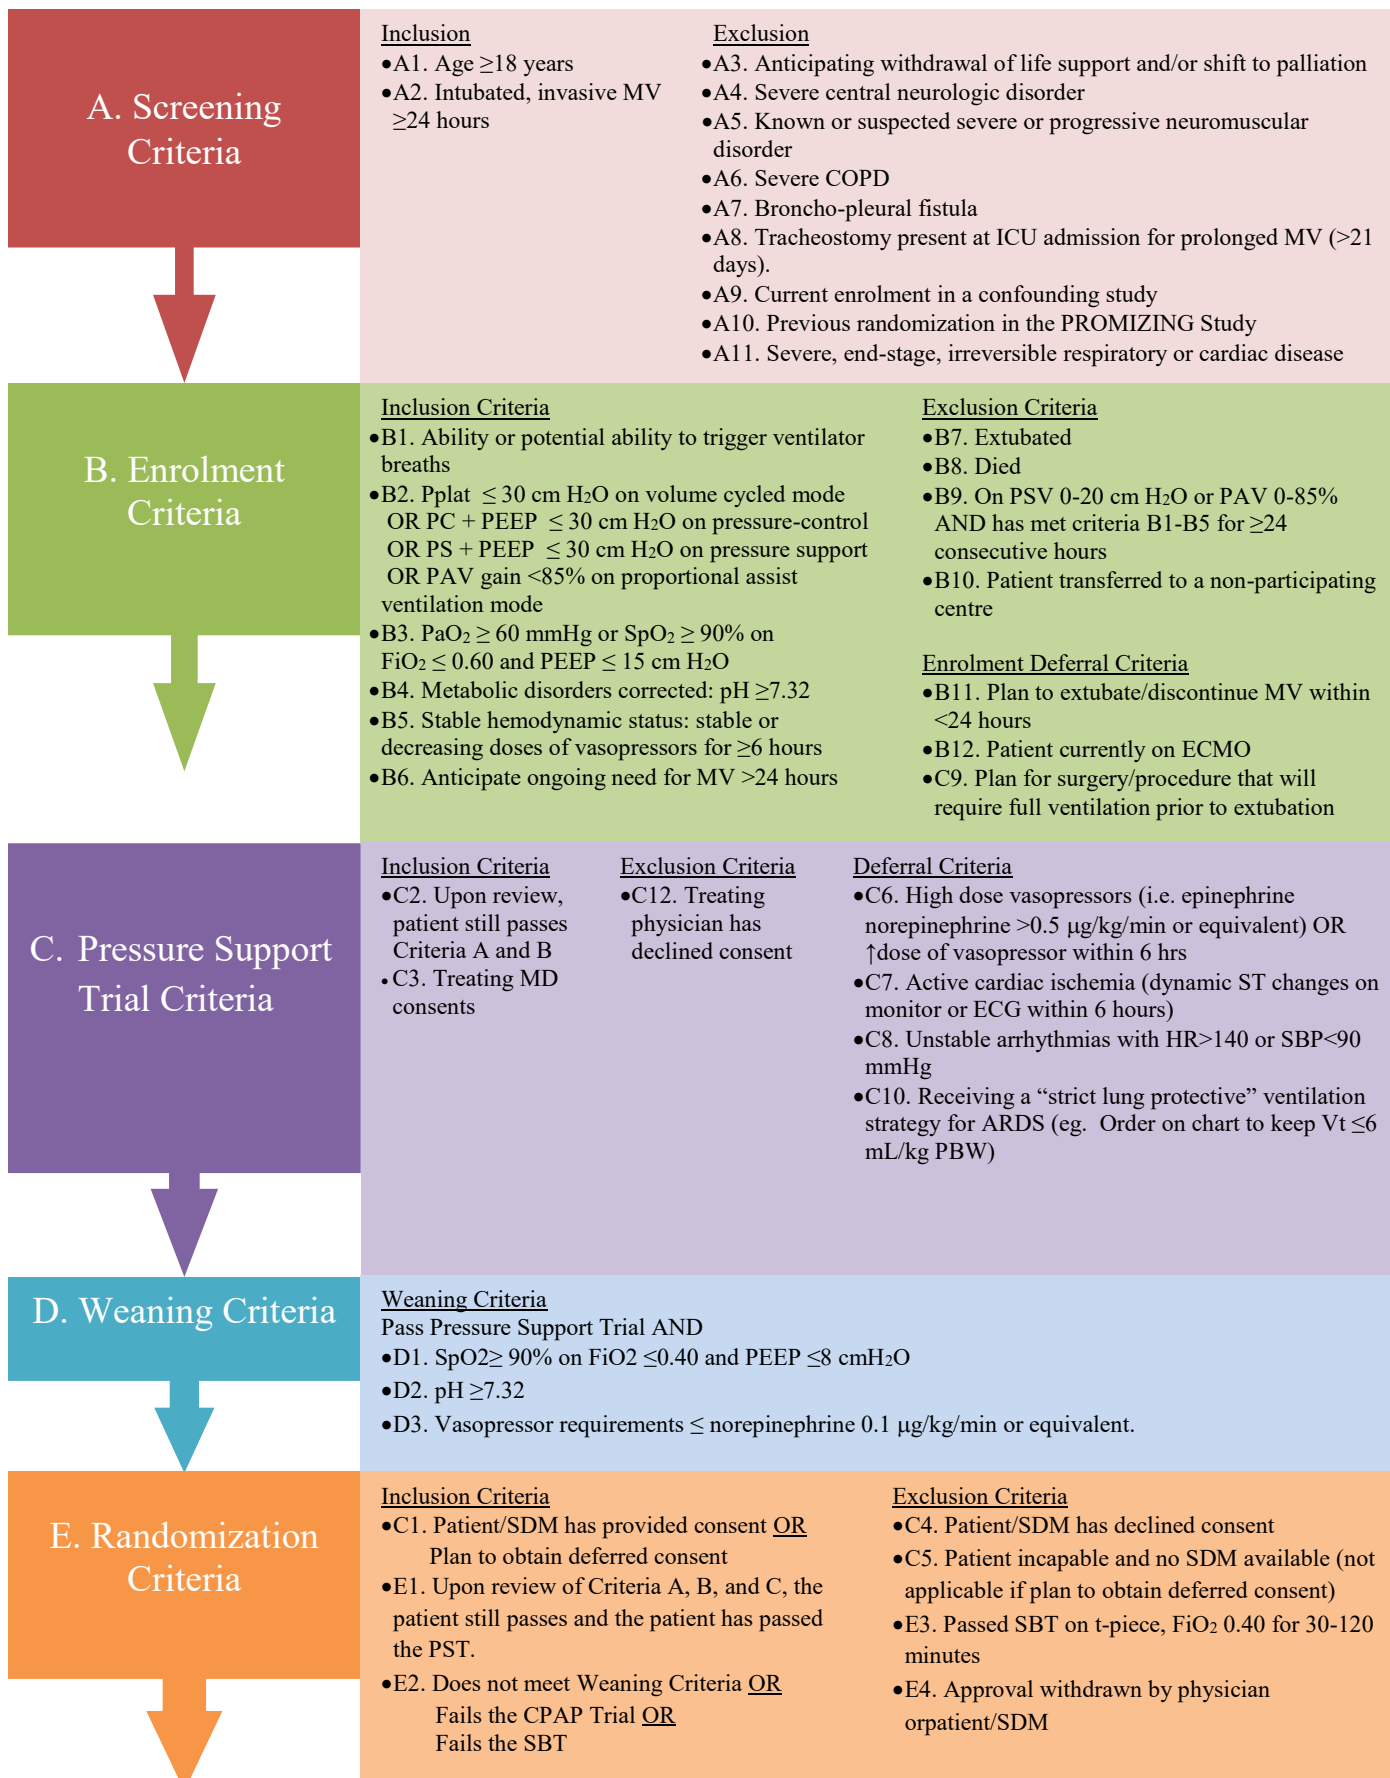 A. Screening
Criteria
Inclusion
•A1. Age ≥18 years
•A2. Intubated, invasive MV
≥24 hours
Exclusion
•A3. Anticipating withdrawal of life support and/or shift to palliation
•A4. Severe central neurologic disorder
•A5. Known or suspected severe or progressive neuromuscular
disorder
•A6. Severe COPD
•A7. Broncho-pleural fistula
•A8. Tracheostomy present at ICU admission for prolonged MV (>21
days).
•A9. Current enrolment in a confounding study
•A10. Previous randomization in the PROMIZING Study
•A11. Severe, end-stage, irreversible respiratory or cardiac disease
B. Enrolment
Criteria
Inclusion Criteria
•B1. Ability or potential ability to trigger ventilator
breaths
•B2. Pplat ≤ 30 cm H2O on volume cycled mode
OR PC + PEEP ≤ 30 cm H2O on pressure-control
OR PS + PEEP ≤ 30 cm H2O on pressure support
OR PAV gain <85% on proportional assist
ventilation mode
•B3. PaO2 ≥ 60 mmHg or SpO2 ≥ 90% on
FiO2 ≤ 0.60 and PEEP ≤ 15 cm H2O
•B4. Metabolic disorders corrected: pH ≥7.32
•B5. Stable hemodynamic status: stable or
decreasing doses of vasopressors for ≥6 hours
•B6. Anticipate ongoing need for MV >24 hours
Exclusion Criteria
•B7. Extubated
•B8. Died
•B9. On PSV 0-20 cm H2O or PAV 0-85%
AND has met criteria B1-B5 for ≥24
consecutive hours
•B10. Patient transferred to a non-participating
centre
Enrolment Deferral Criteria
•B11. Plan to extubate/discontinue MV within
<24 hours
•B12. Patient currently on ECMO
•C9. Plan for surgery/procedure that will
require full ventilation prior to extubation
C. Pressure Support
Trial Criteria
Inclusion Criteria
•C2. Upon review,
patient still passes
Criteria A and B
•C3. Treating MD
consents
Exclusion Criteria
•C12. Treating
physician has
declined consent
Deferral Criteria
•C6. High dose vasopressors (i.e. epinephrine
norepinephrine >0.5 μg/kg/min or equivalent) OR
↑dose of vasopressor within 6 hrs
•C7. Active cardiac ischemia (dynamic ST changes on
monitor or ECG within 6 hours)
•C8. Unstable arrhythmias with HR>140 or SBP<90
mmHg
•C10. Receiving a “strict lung protective” ventilation
strategy for ARDS (eg. Order on chart to keep Vt ≤6
mL/kg PBW)
D. Weaning Criteria
Weaning Criteria
Pass Pressure Support Trial AND
•D1. SpO2≥ 90% on FiO2 ≤0.40 and PEEP ≤8 cmH2O
•D2. pH ≥7.32
•D3. Vasopressor requirements ≤ norepinephrine 0.1 μg/kg/min or equivalent.
E. Randomization
Criteria
Inclusion Criteria
•C1. Patient/SDM has provided consent OR
Plan to obtain deferred consent
•E1. Upon review of Criteria A, B, and C, the
patient still passes and the patient has passed
the PST.
•E2. Does not meet Weaning Criteria OR
Fails the CPAP Trial OR
Fails the SBT
Exclusion Criteria
•C4. Patient/SDM has declined consent
•C5. Patient incapable and no SDM available (not
applicable if plan to obtain deferred consent)
•E3. Passed SBT on t-piece, FiO2 0.40 for 30-120
minutes
•E4. Approval withdrawn by physician
orpatient/SDM